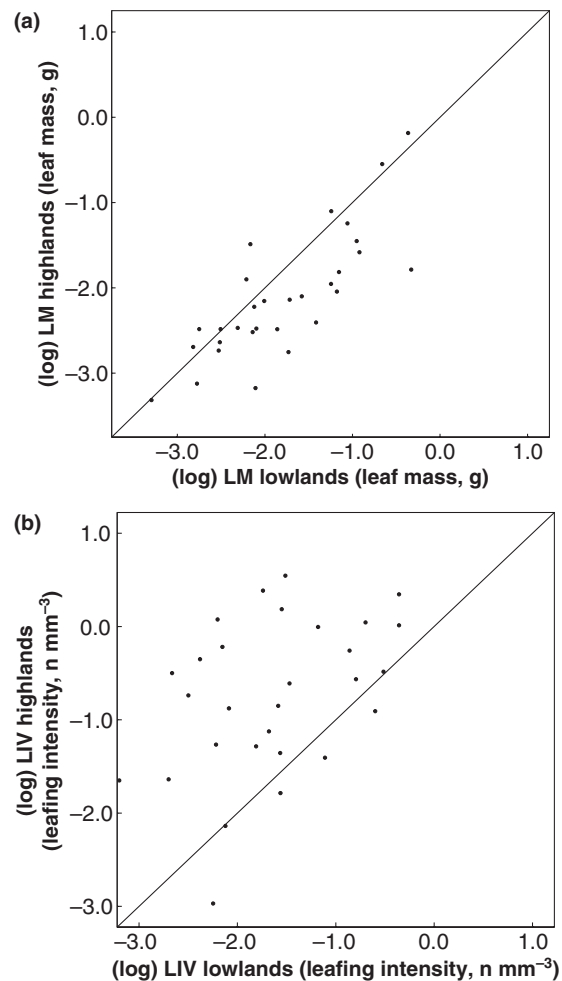 (a)
1.0
0.0
−1.0
−2.0
−3.0
(log) LM highlands (leaf mass, g)
−3.0 −2.0 −1.0 0.0 1.0
(log) LM lowlands (leaf mass, g)
(b)
1.0
0.0
−1.0
−2.0
−3.0
(log) LIV highlands
(leafing intensity, n mm⁻³)
−3.0 −2.0 −1.0 0.0 1.0
(log) LIV lowlands (leafing intensity, n mm⁻³)